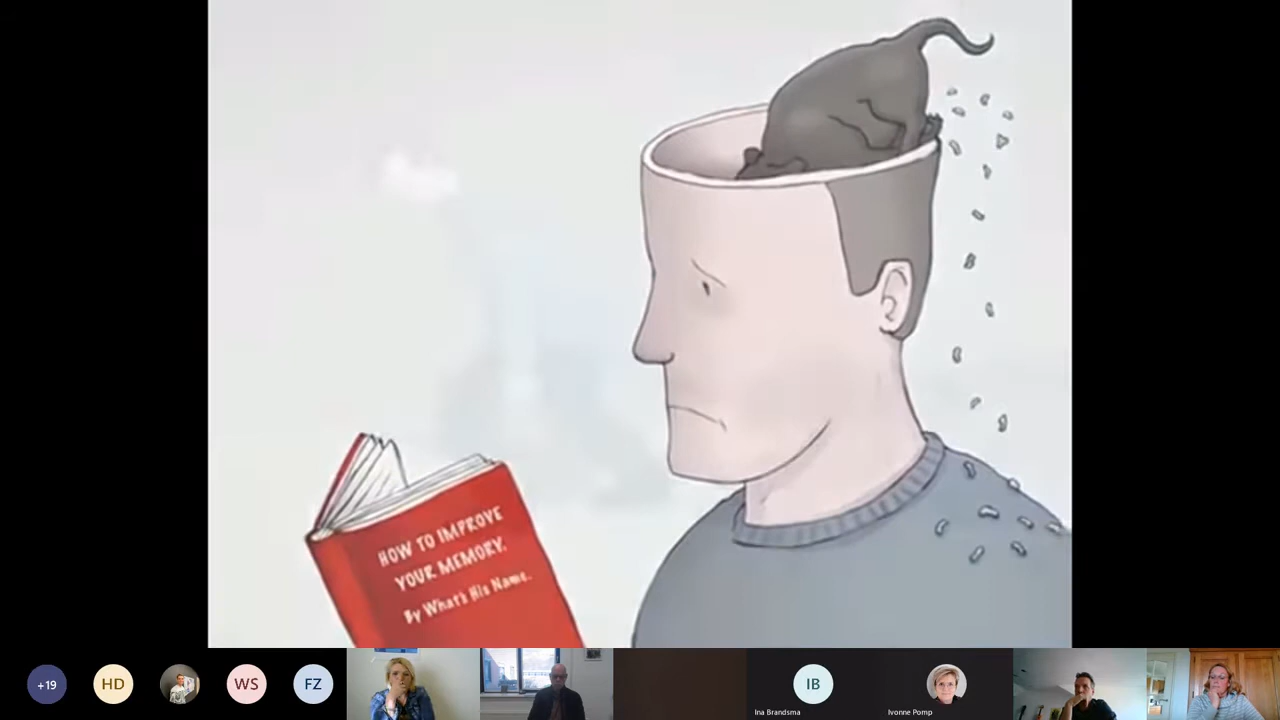 HOW TO IMPROVE
YOUR MEMORY.
By What's His Name.
+19
HD
WS
FZ
IB
Ina Brandsma
Ivonne Pomp